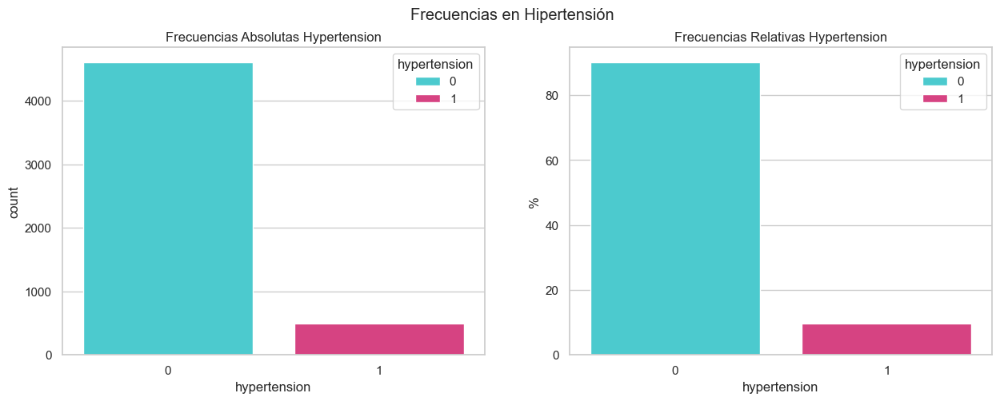 Frecuencias en Hipertensión
Frecuencias Absolutas Hypertension
hypertension
0
1
4000
3000
2000
1000
0
count
0
1
hypertension
Frecuencias Relativas Hypertension
hypertension
0
1
80
60
40
20
0
%
0
1
hypertension